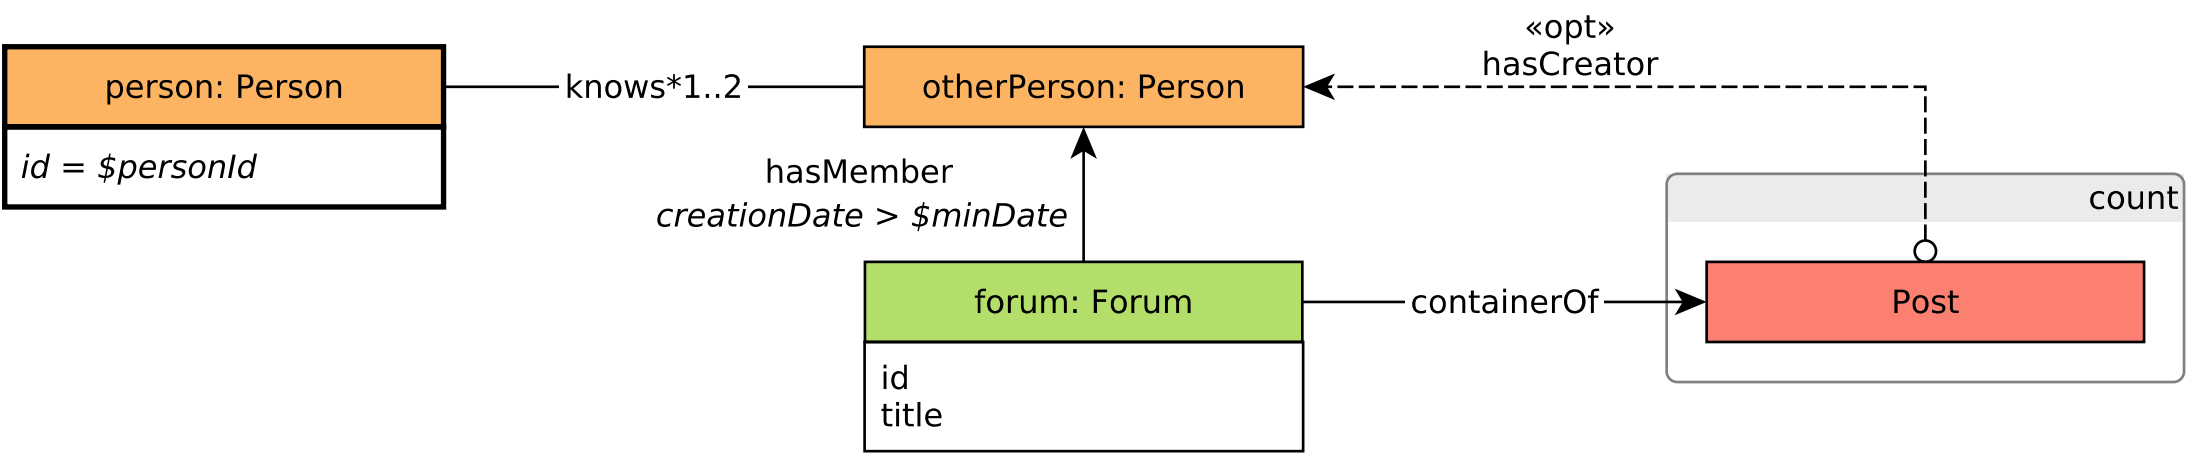 «opt»
hasCreator
person: Person
knows*1..2
otherPerson: Person
id = $personId
hasMember
creationDate > $minDate
count
forum: Forum
containerOf
Post
id
title